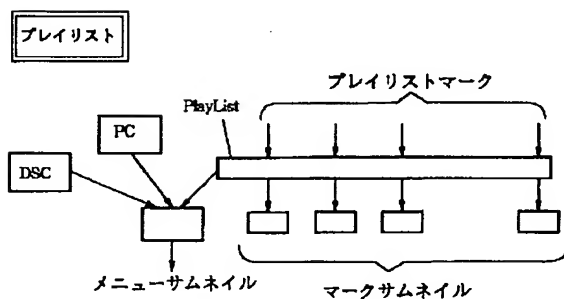 プレイリスト
プレイリストマーク
PlayList
PC
DSC
メニューサムネイル
マークサムネイル